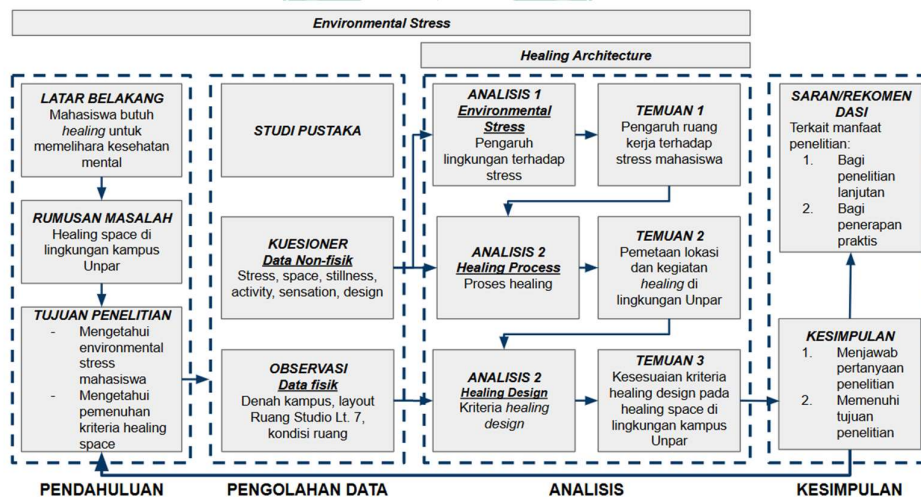 Environmental Stress
Healing Architecture
LATAR BELAKANG
Mahasiswa butuh
healing untuk
memelihara kesehatan
mental
RUMUSAN MASALAH
Healing space di
lingkungan kampus
Unpar
TUJUAN PENELITIAN
- Mengetahui
environmental
stress
mahasiswa
- Mengetahui
pemenuhan
kriteria healing
space
STUDI PUSTAKA
KUESIONER
Data Non-fisik
Stress, space, stillness,
activity, sensation, design
OBSERVASI
Data fisik
Denah kampus, layout
Ruang Studio Lt. 7,
kondisi ruang
ANALISIS 1
Environmental
Stress
Pengaruh
lingkungan terhadap
stress
TEMUAN 1
Pengaruh ruang
kerja terhadap
stress mahasiswa
ANALISIS 2
Healing Process
Proses healing
TEMUAN 2
Pemetaan lokasi
dan kegiatan
healing di
lingkungan Unpar
ANALISIS 2
Healing Design
Kriteria healing
design
TEMUAN 3
Kesesuaian kriteria
healing design pada
healing space di
lingkungan kampus
Unpar
SARAN/REKOMEN
DASI
Terkait manfaat
penelitian:
1. Bagi
penelitian
lanjutan
2. Bagi
penerapan
praktis
KESIMPULAN
1. Menjawab
pertanyaan
penelitian
2. Memenuhi
tujuan
penelitian
PENDAHULUAN
PENGOLAHAN DATA
ANALISIS
KESIMPULAN